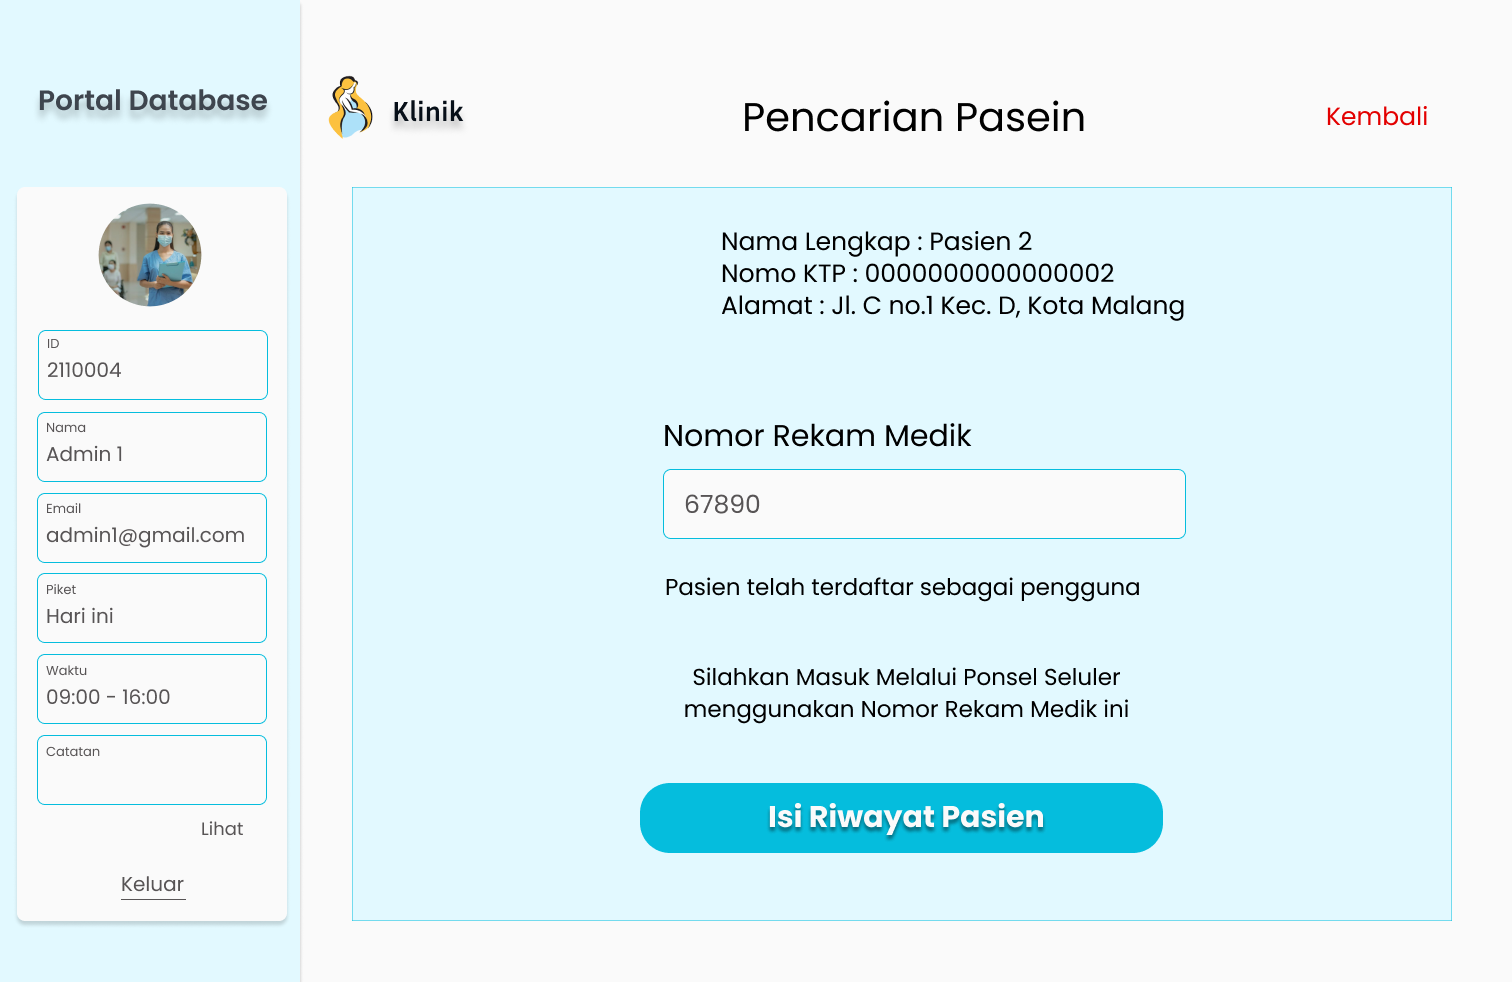 Portal Database
ID
2110004
Nama
Admin 1
Email
admin1@gmail.com
Piket
Hari ini
Waktu
09:00 - 16:00
Catatan
Lihat
Keluar
Klinik
Pencarian Pasein
Kembali
Nama Lengkap : Pasien 2
Nomo KTP : 0000000000000002
Alamat : Jl. C no.1 Kec. D, Kota Malang
Nomor Rekam Medik
67890
Pasien telah terdaftar sebagai pengguna
Silahkan Masuk Melalui Ponsel Seluler
menggunakan Nomor Rekam Medik ini
Isi Riwayat Pasien